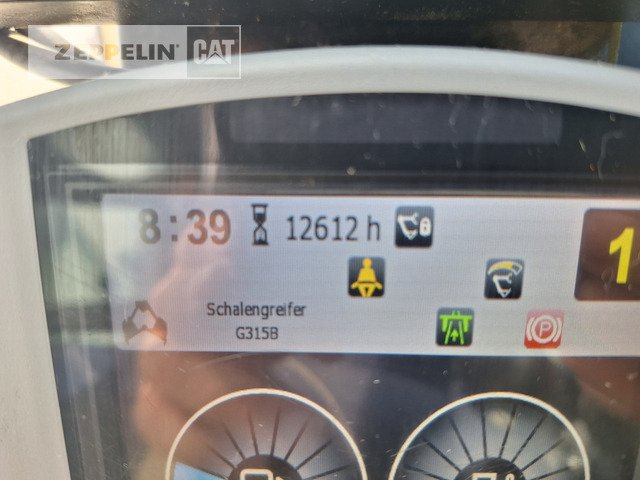 ZEPPELIN CAT
8:39 12612 h
1
Schalengreifer
G315B
P